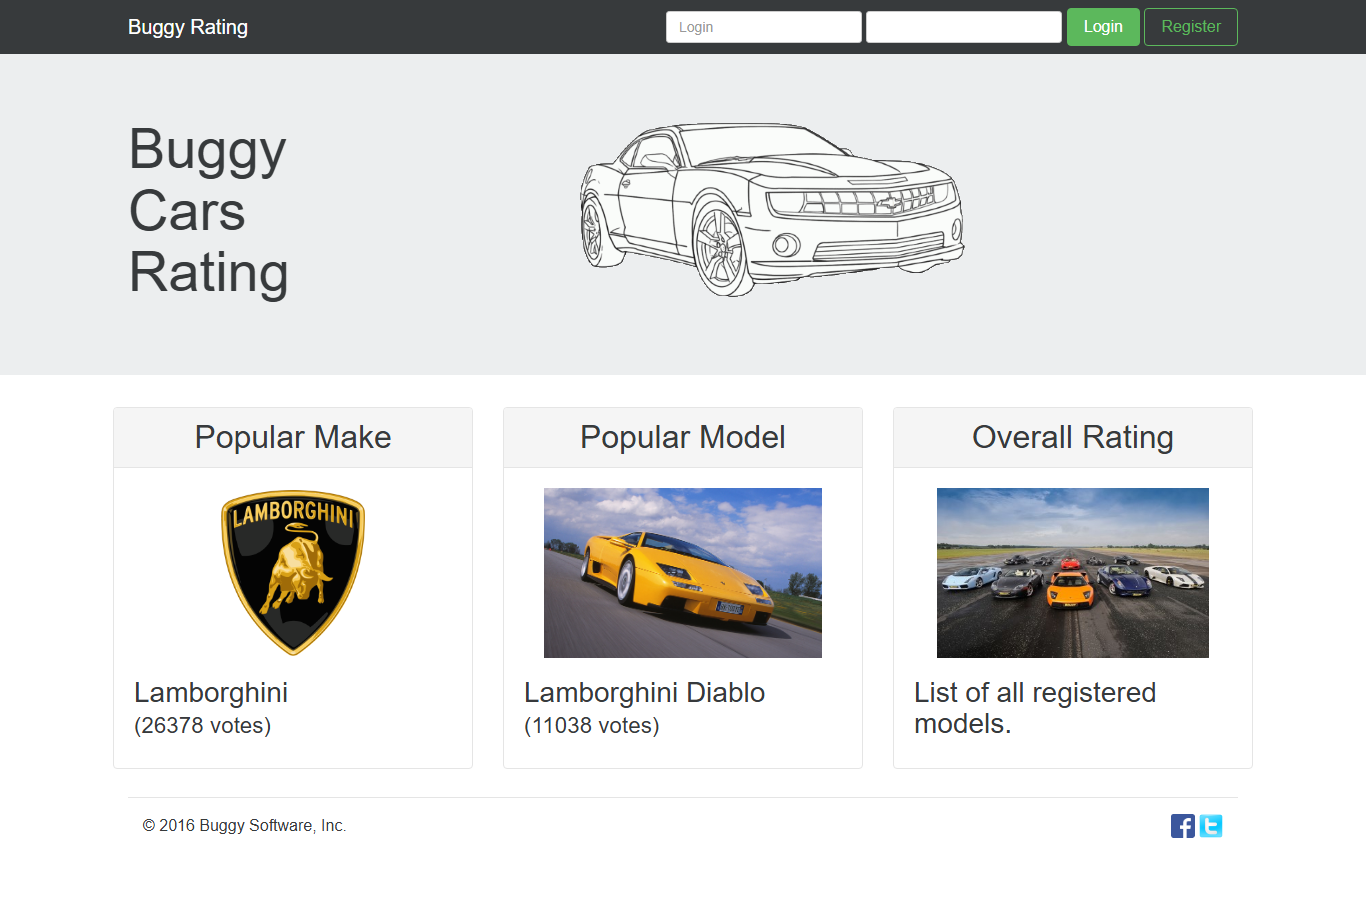 Buggy Rating
Login
Login
Register
Buggy
Cars
Rating
Popular Make
Popular Model
Overall Rating
LAMBORGHINI
Lamborghini
(26378 votes)
Lamborghini Diablo
(11038 votes)
List of all registered
models.
© 2016 Buggy Software, Inc.